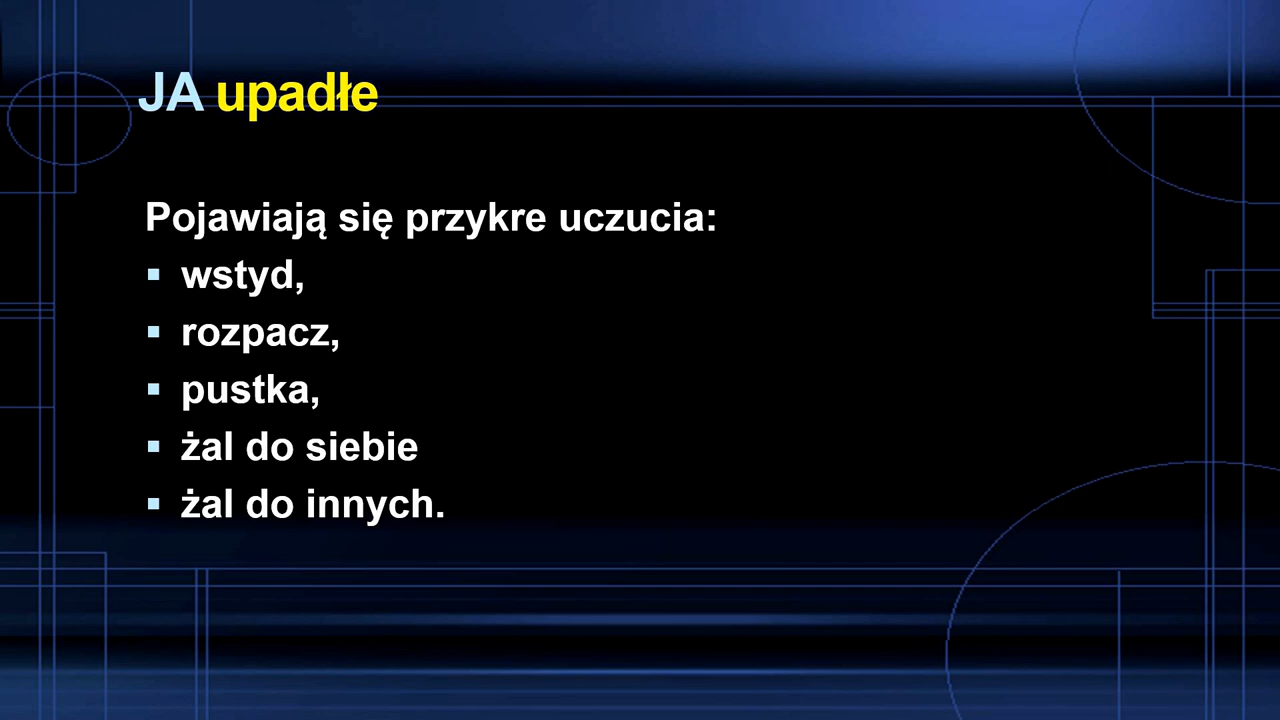 JA upadłe
Pojawiają się przykre uczucia:
▪ wstyd,
▪ rozpacz,
▪ pustka,
▪ żal do siebie
▪ żal do innych.